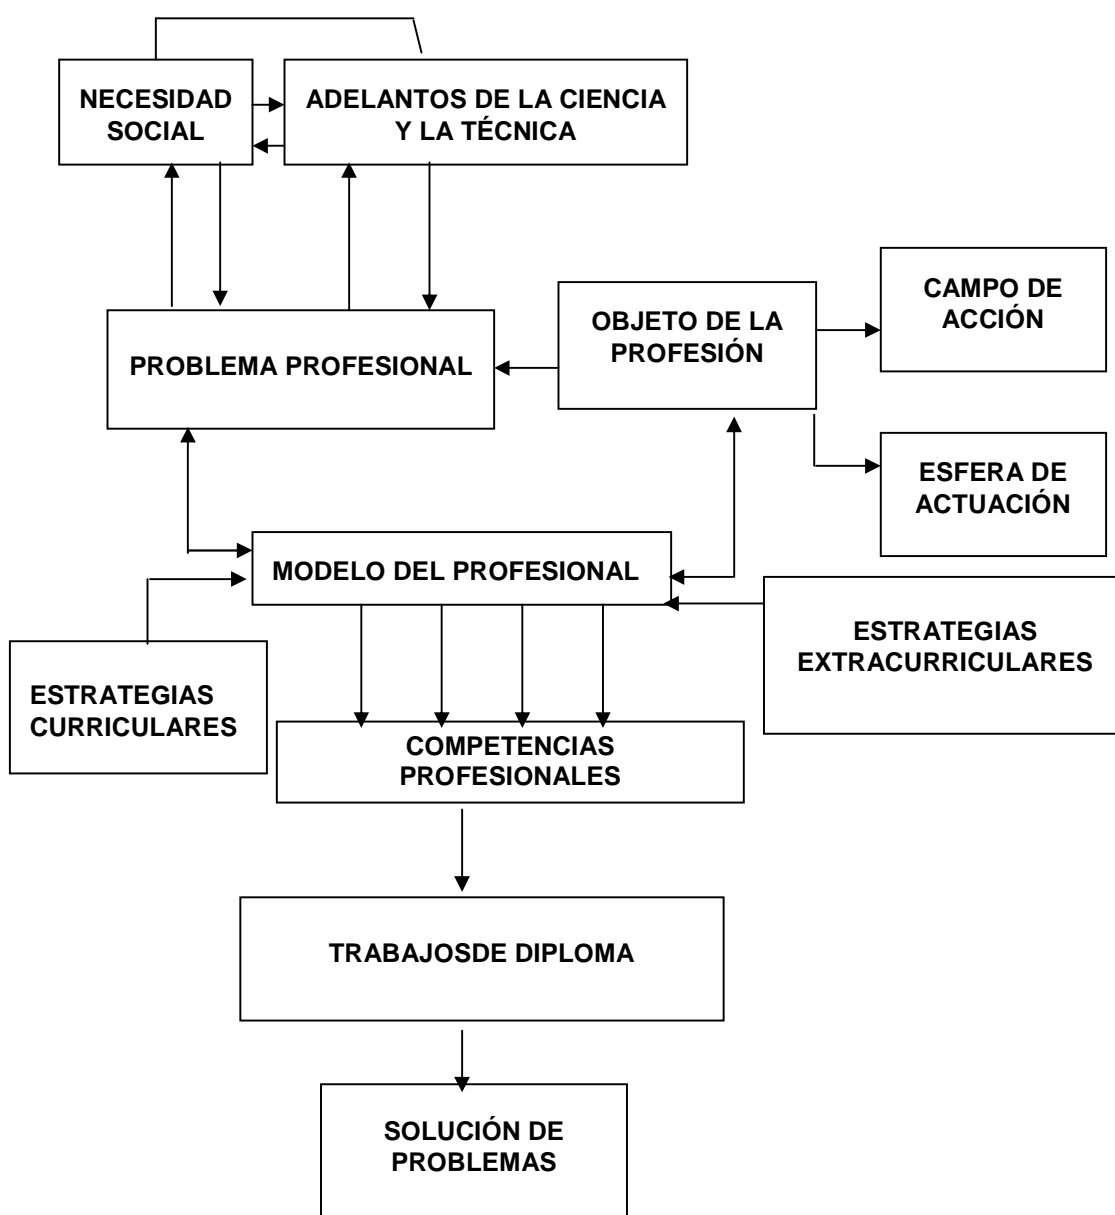 NECESIDAD
SOCIAL
ADELANTOS DE LA CIENCIA
Y LA TÉCNICA
CAMPO DE
ACCIÓN
OBJETO DE LA
PROFESIÓN
PROBLEMA PROFESIONAL
ESFERA DE
ACTUACIÓN
MODELO DEL PROFESIONAL
ESTRATEGIAS
EXTRACURRICULARES
ESTRATEGIAS
CURRICULARES
COMPETENCIAS
PROFESIONALES
TRABAJOSDE DIPLOMA
SOLUCIÓN DE
PROBLEMAS